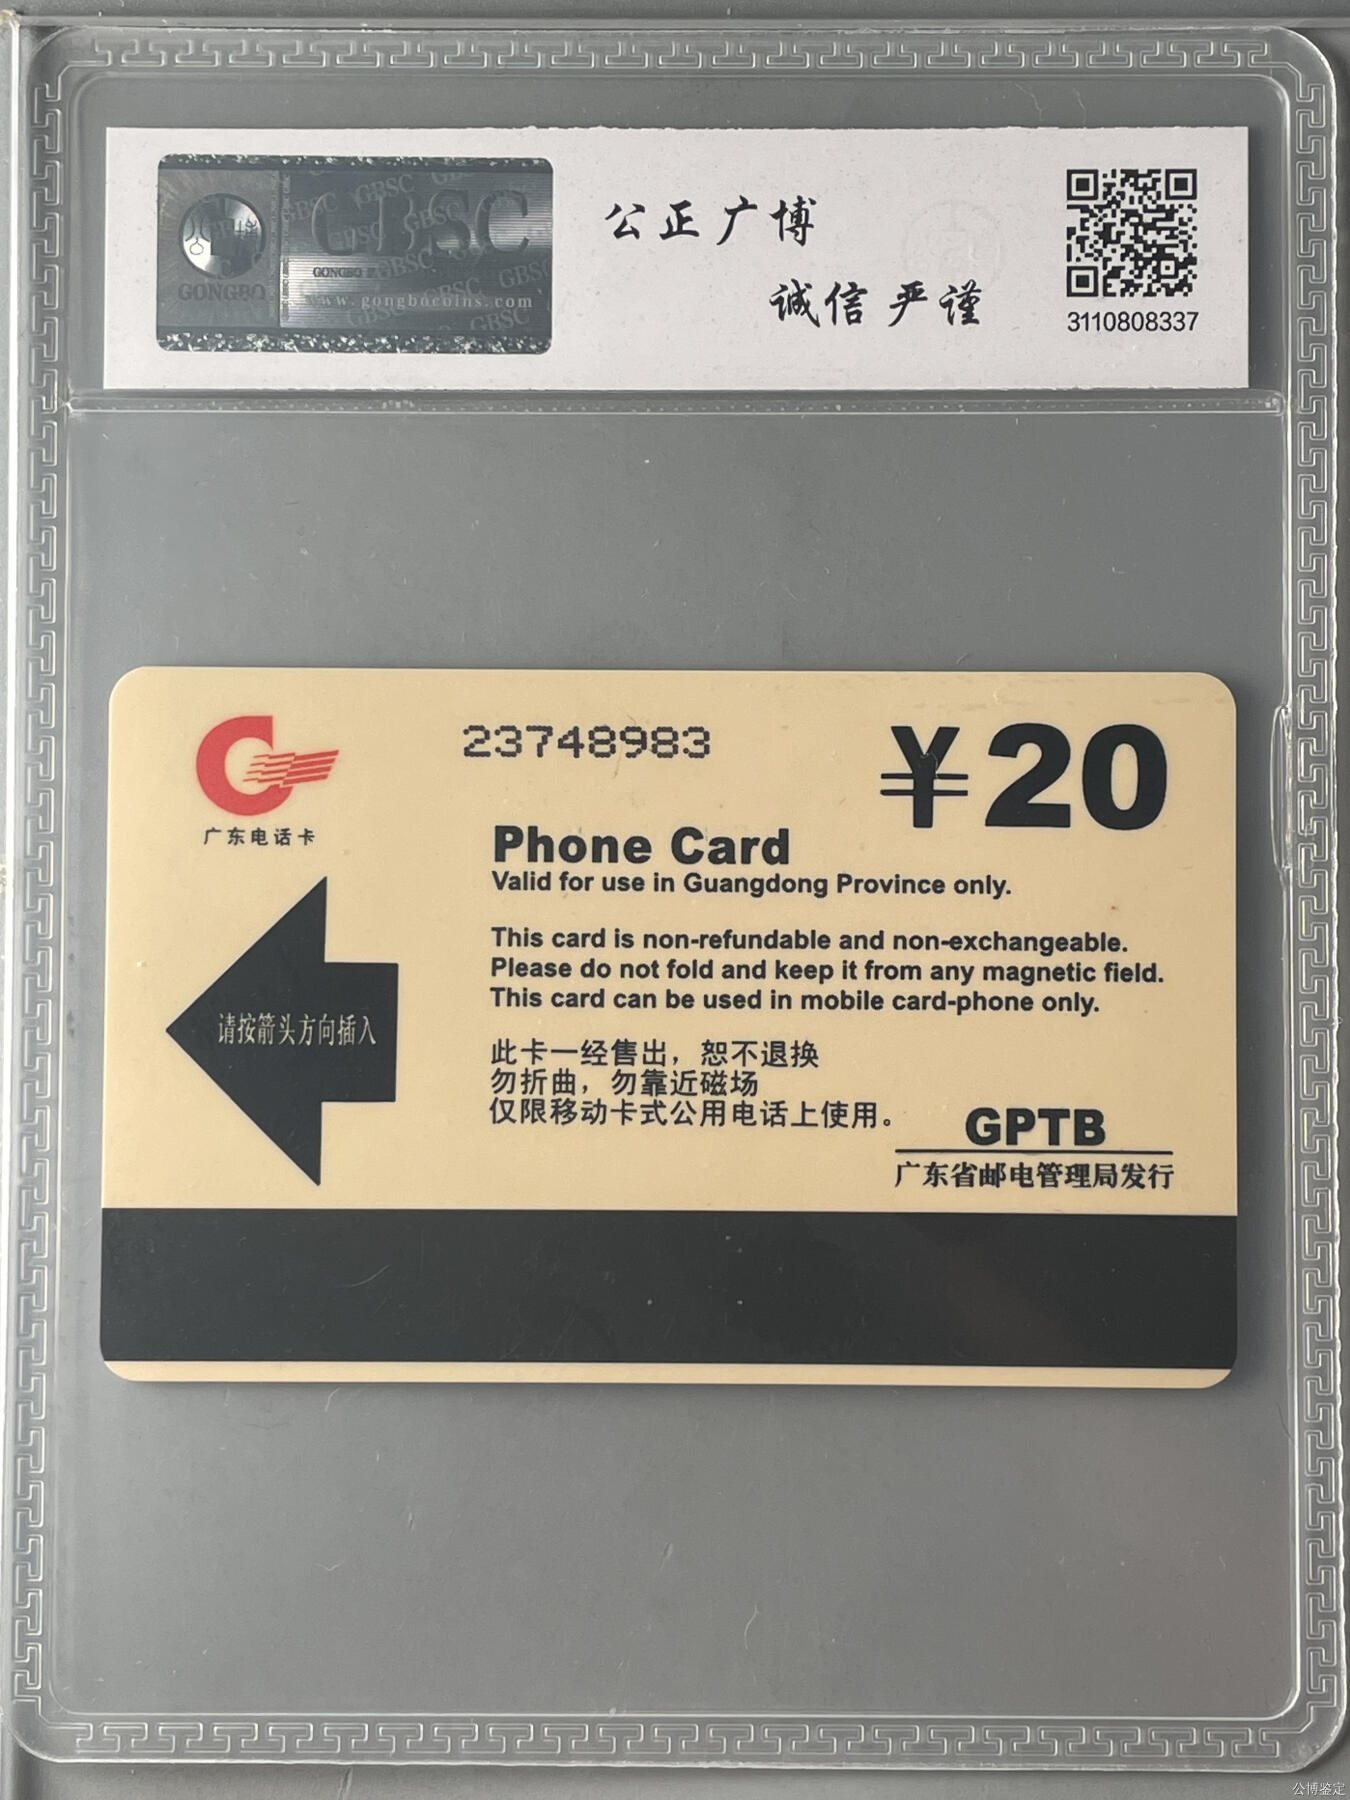 GBSC
GONGBO
www.gongbocoins.com
公正广博
诚信严谨
3110808337
广东电话卡
23748983
¥20
Phone Card
Valid for use in Guangdong Province only.
This card is non-refundable and non-exchangeable.
Please do not fold and keep it from any magnetic field.
This card can be used in mobile card-phone only.
请按箭头方向插入
此卡一经售出，恕不退换
勿折曲，勿靠近磁场
仅限移动卡式公用电话上使用。
GPTB
广东省邮电管理局发行
公博鉴定